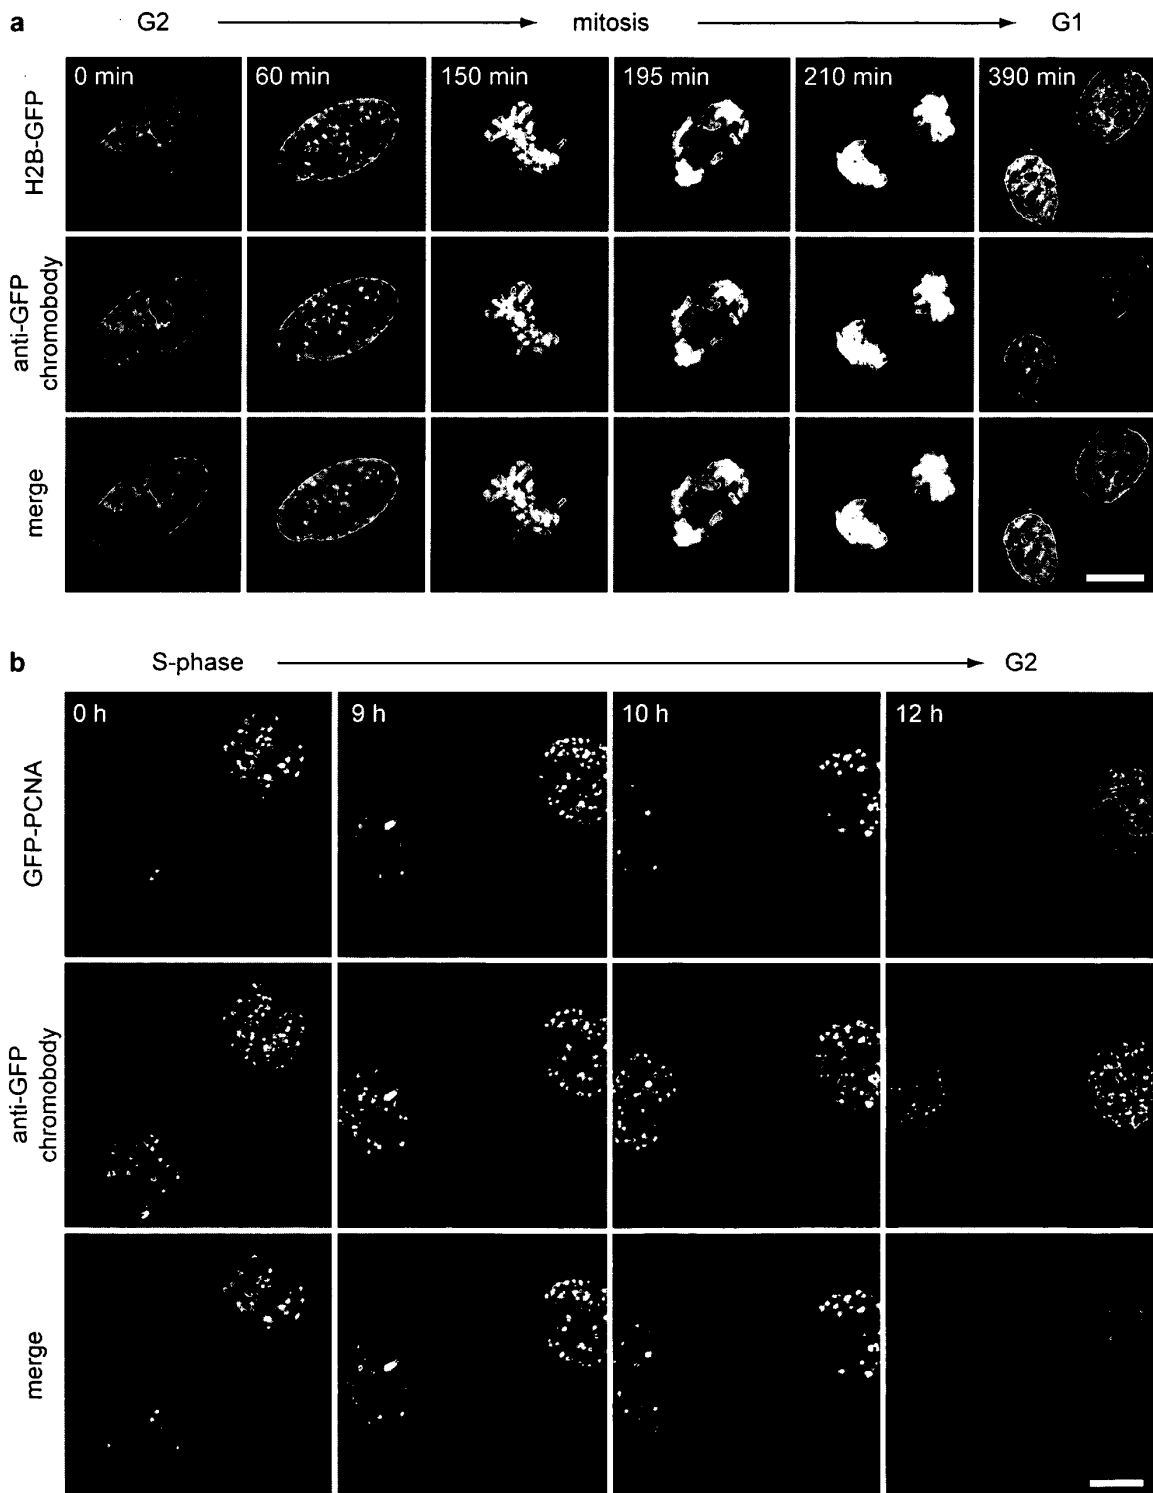 a G2 mitosis G1
H2B-GFP
0 min 60 min 150 min 195 min 210 min 390 min
anti-GFP
chromobody
merge
b S-phase G2
GFP-PCNA
0 h 9 h 10 h 12 h
anti-GFP
chromobody
merge